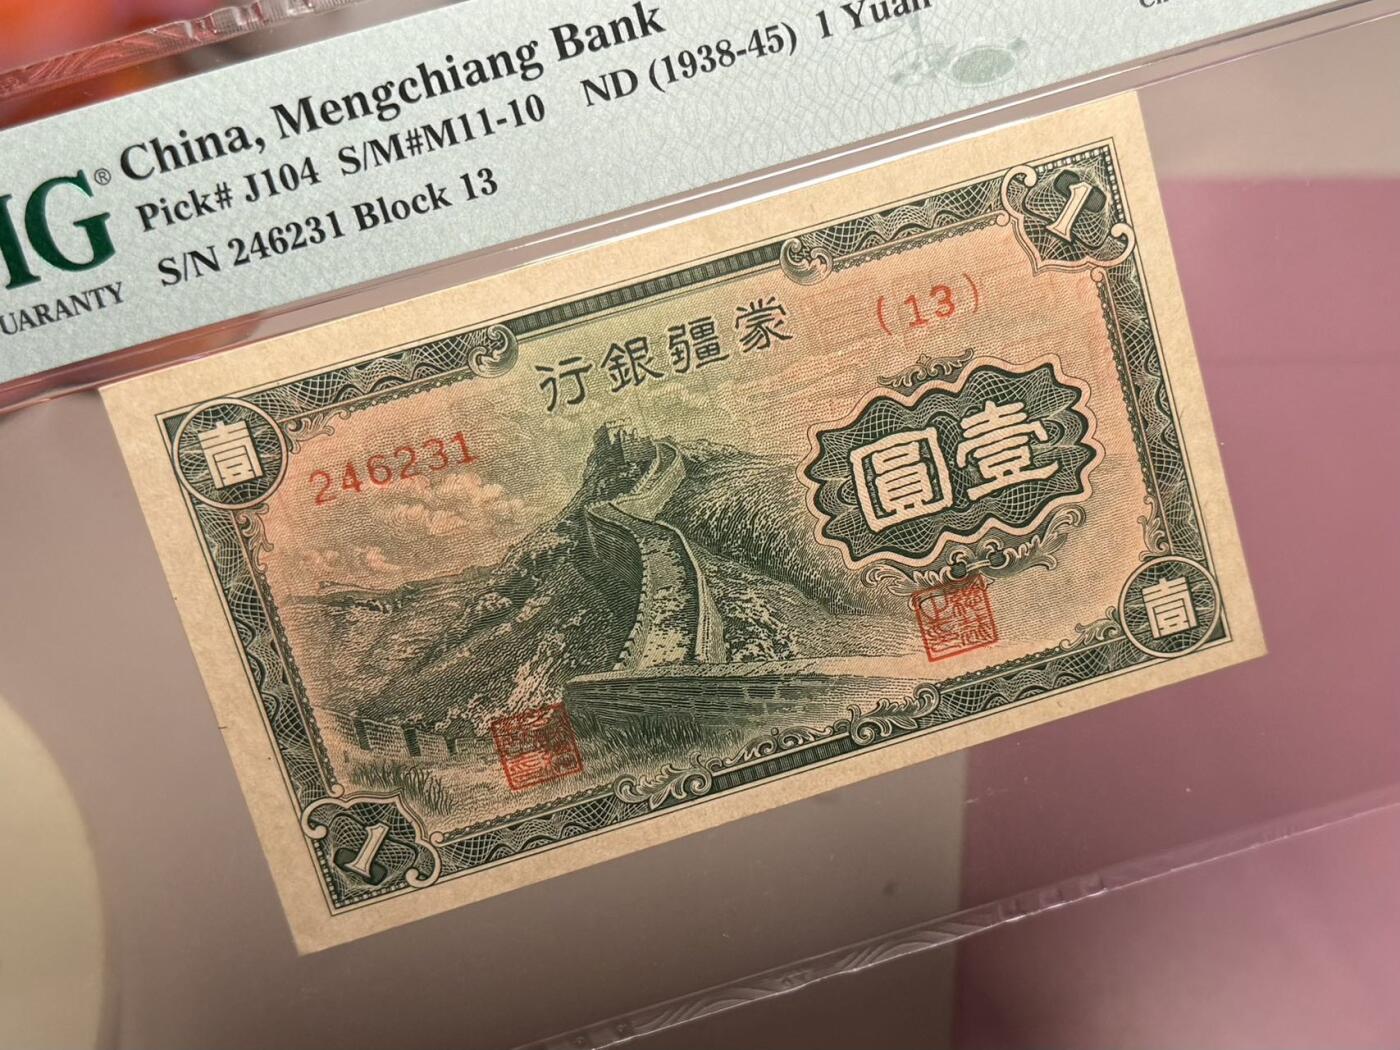 China, Mengchiang Bank
Pick# J104 S/M#M11-10 ND (1938-45) 1 Yuan
S/N 246231 Block 13
MG®
UARANTY
行銀疆蒙
(13)
246231
圓壹
壹
壹
1
1